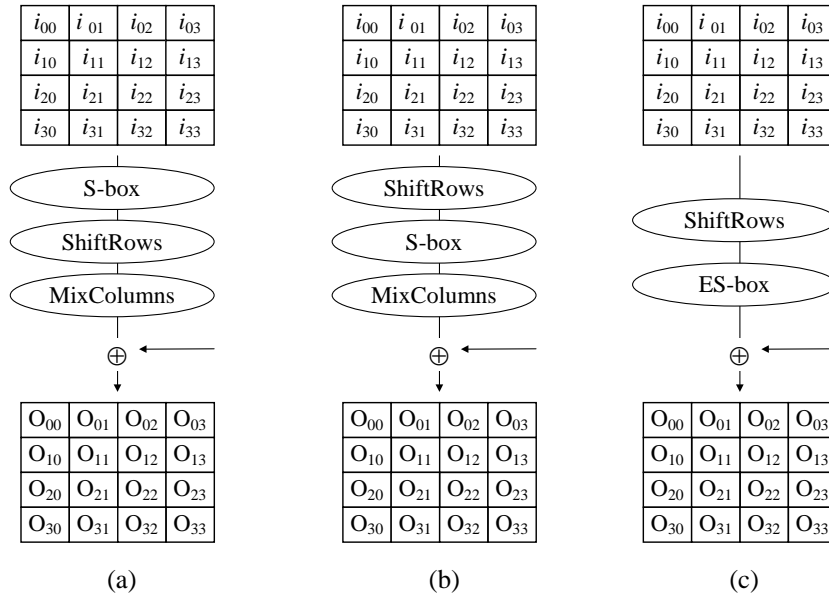 i00 i 01 i02 i03 i00 i 01 i02 i03 i00 i 01 i02 i03
i10 i11 i12 i13 i10 i11 i12 i13 i10 i11 i12 i13
i20 i21 i22 i23 i20 i21 i22 i23 i20 i21 i22 i23
i30 i31 i32 i33 i30 i31 i32 i33 i30 i31 i32 i33
S-box ShiftRows
ShiftRows S-box ShiftRows
MixColumns MixColumns ES-box
⊕ ⊕ ⊕
O00 O01 O02 O03 O00 O01 O02 O03 O00 O01 O02 O03
O10 O11 O12 O13 O10 O11 O12 O13 O10 O11 O12 O13
O20 O21 O22 O23 O20 O21 O22 O23 O20 O21 O22 O23
O30 O31 O32 O33 O30 O31 O32 O33 O30 O31 O32 O33
(a) (b) (c)